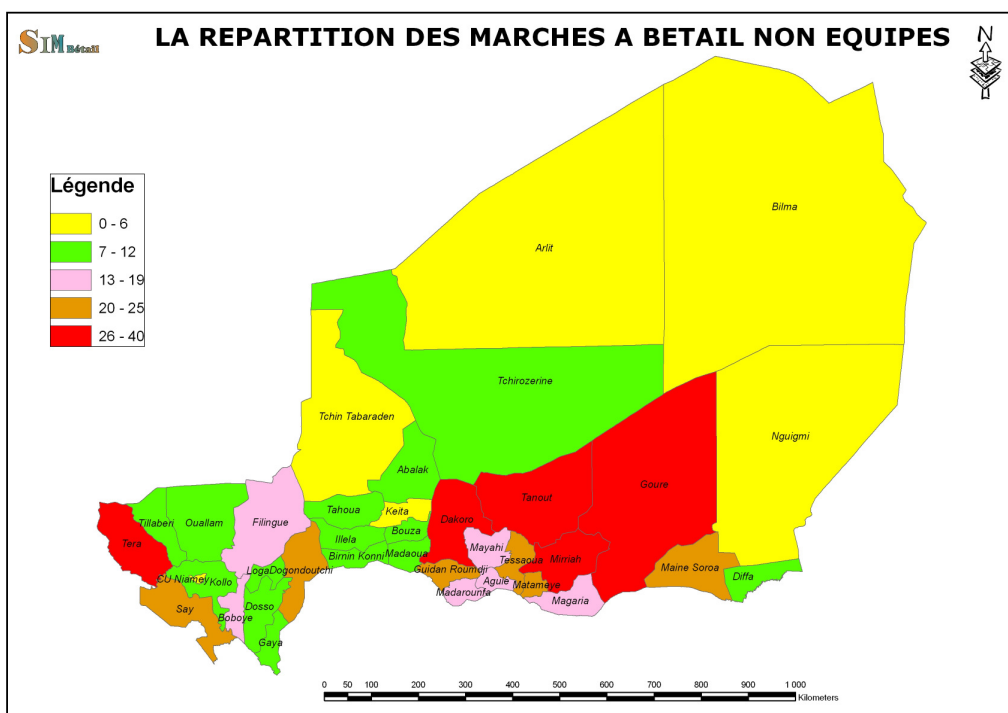 SIM Bétail
LA REPARTITION DES MARCHES A BETAIL NON EQUIPES
N
Légende
0 - 6
7 - 12
13 - 19
20 - 25
26 - 40
Bilma
Arlit
Tchirozerine
Tchin Tabaraden
Nguigmi
Abalak
Goure
Tanout
Tahoua
Keita
Dakoro
Tillaberi
Ouallam
Filingue
Bouza
Tera
Illela
Mayahi
Mirriah
Birnin Konni
Madaoua
Tessaoua
Maine Soroa
Loga
Dogondoutchi
Guidan Roumdji
Diffa
CU Niamey
Kollo
Aguie
Matameye
Madarounfa
Magaria
Say
Dosso
Boboye
Gaya
0 50 100 200 300 400 500 600 700 800 900 1 000
Kilometers